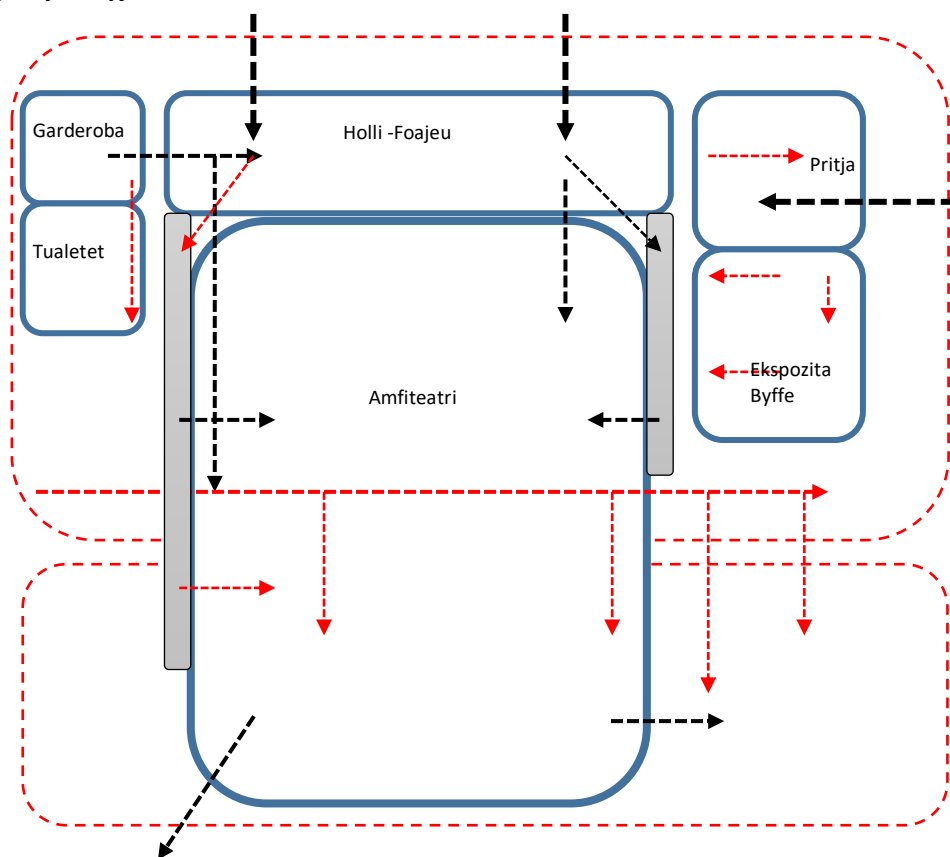 Garderoba
Holli -Foajeu
Pritja
Tualetet
Ekspozita
Byffe
Amfiteatri